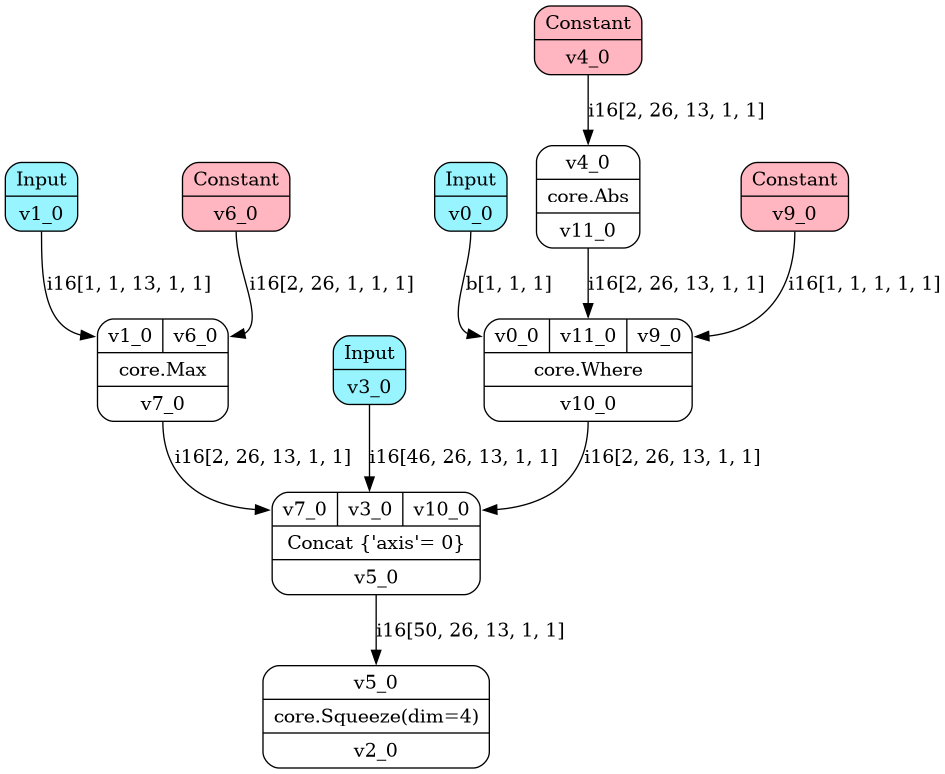 Constant
v4_0
i16[2, 26, 13, 1, 1]
Input
v1_0
Constant
v6_0
Input
v0_0
v4_0
core.Abs
v11_0
Constant
v9_0
i16[1, 1, 13, 1, 1]
i16[2, 26, 1, 1, 1]
b[1, 1, 1]
i16[2, 26, 13, 1, 1]
i16[1, 1, 1, 1, 1]
v1_0 v6_0
core.Max
v7_0
Input
v3_0
v0_0 v11_0 v9_0
core.Where
v10_0
i16[2, 26, 13, 1, 1]
i16[46, 26, 13, 1, 1]
i16[2, 26, 13, 1, 1]
v7_0 v3_0 v10_0
Concat {'axis'= 0}
v5_0
i16[50, 26, 13, 1, 1]
v5_0
core.Squeeze(dim=4)
v2_0